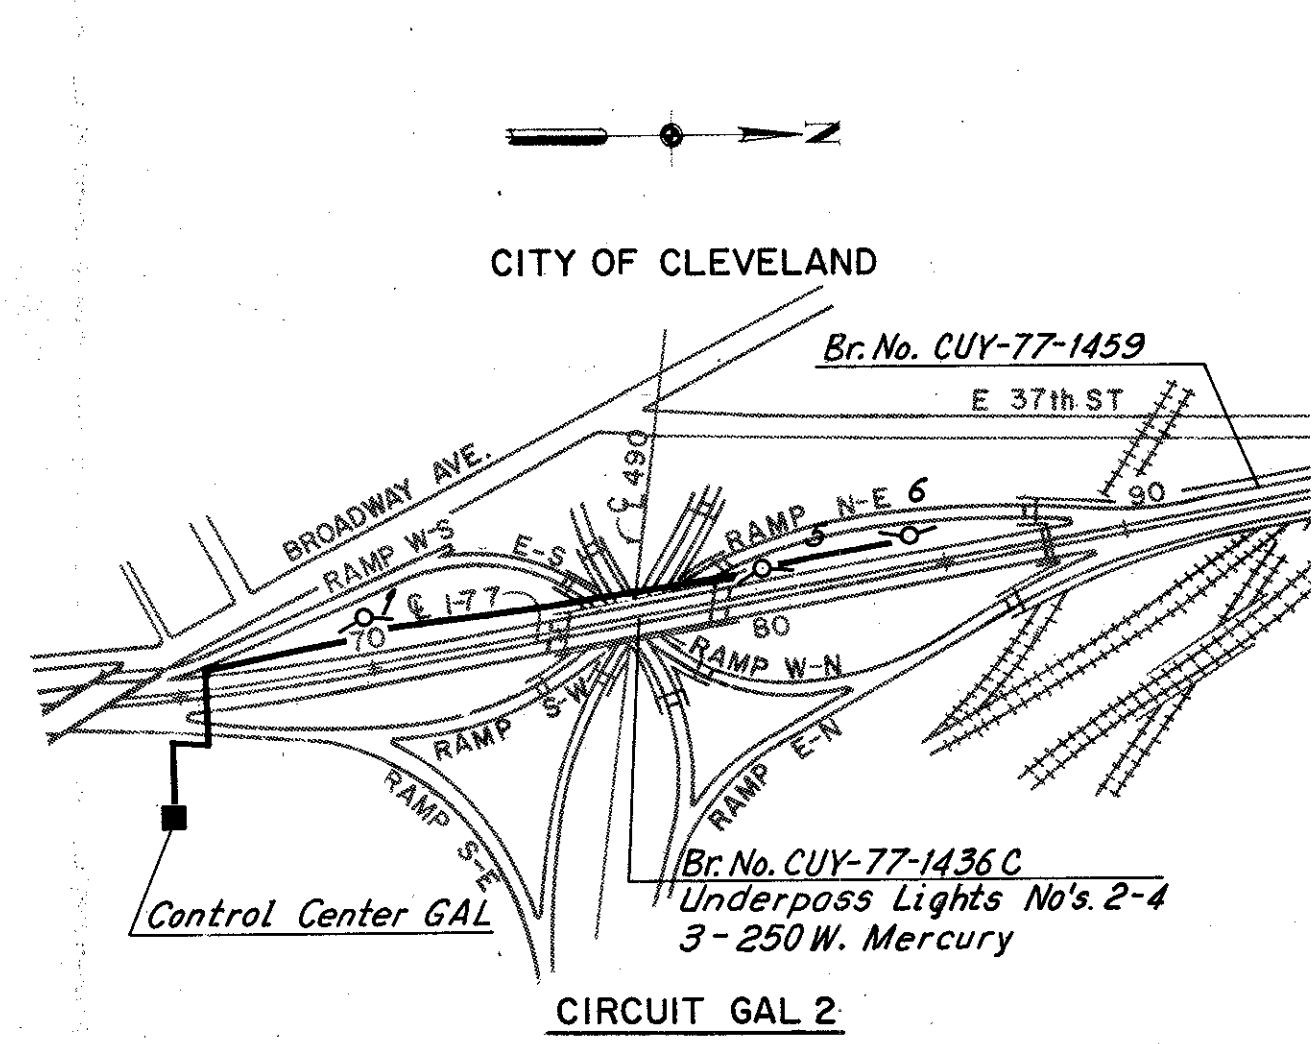 N
CITY OF CLEVELAND
Br. No. CUY-77-1459
E 37th ST
BROADWAY AVE.
℄ 490
90
RAMP N-E
6
5
RAMP W-S
E-S
1
℄ I-77
70
80
RAMP W-N
RAMP S-W
RAMP E-N
RAMP S-E
Br. No. CUY-77-1436 C
Underpass Lights No's. 2-4
3-250 W. Mercury
Control Center GAL
CIRCUIT GAL 2